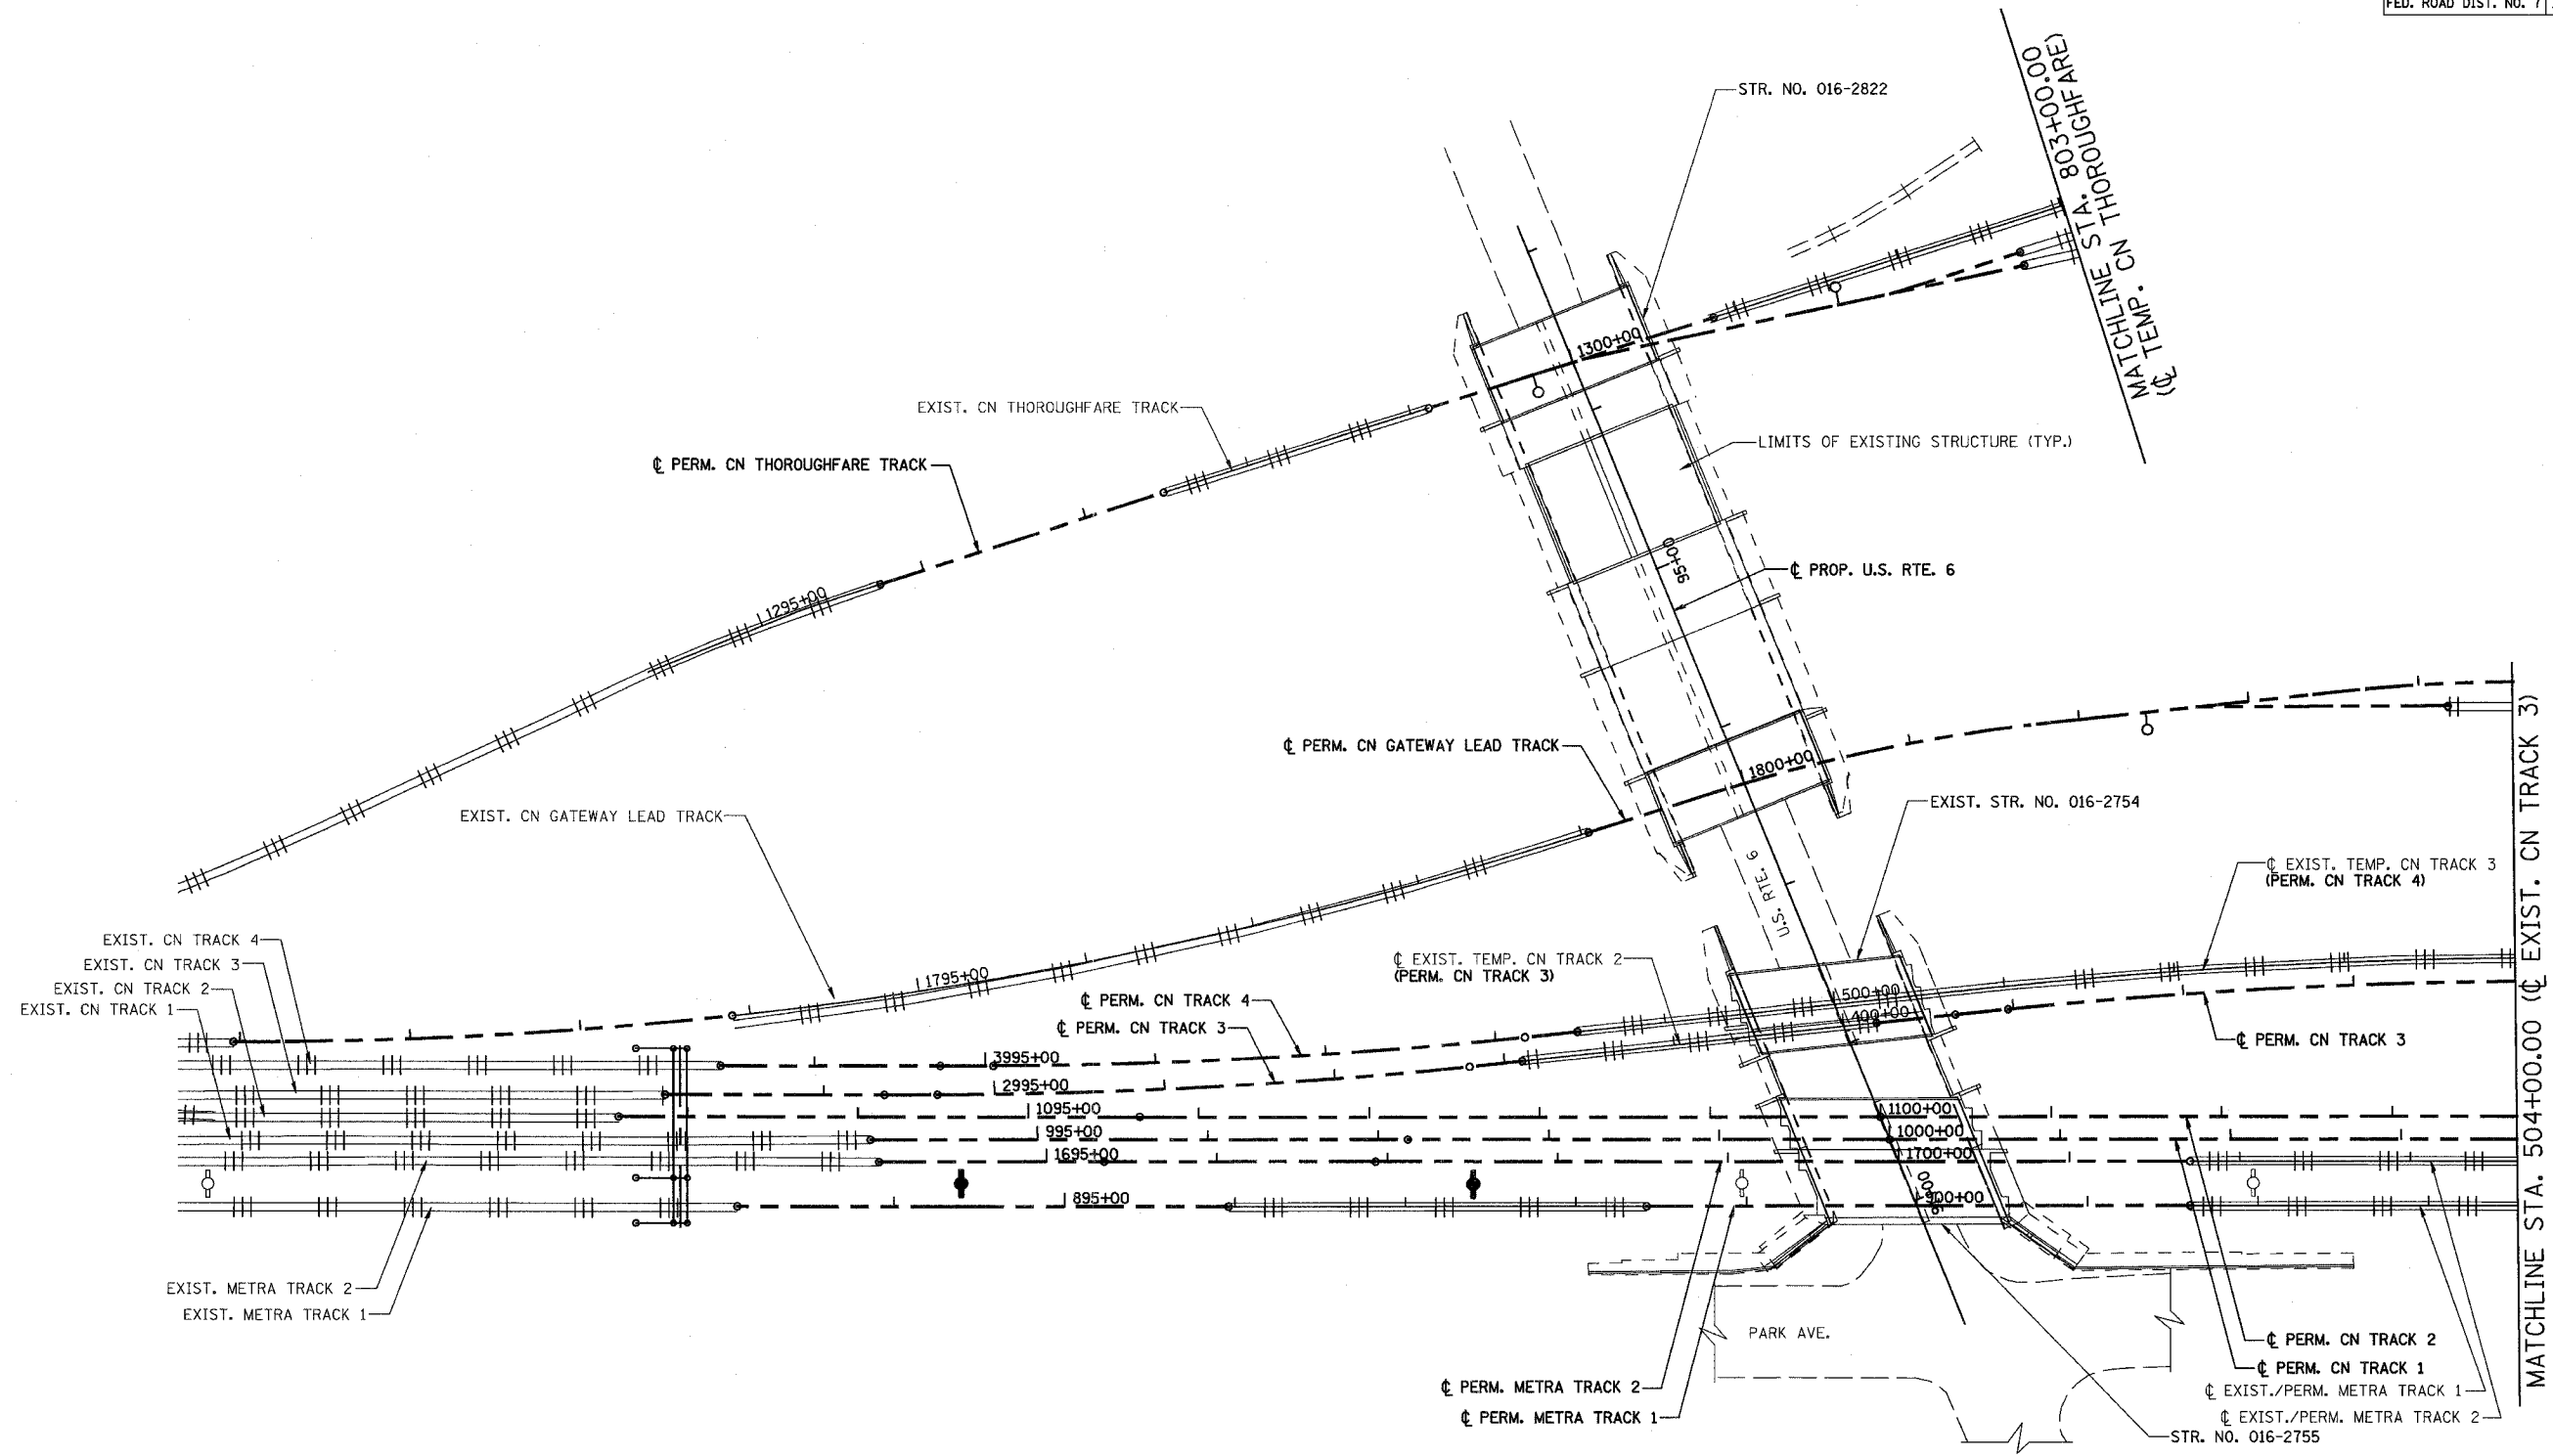 FED. ROAD DIST. NO. 7
STR. NO. 016-2822
MATCHLINE STA. 803+00.00
(℄ TEMP. CN THOROUGHFARE)
1300+00
EXIST. CN THOROUGHFARE TRACK
LIMITS OF EXISTING STRUCTURE (TYP.)
℄ PERM. CN THOROUGHFARE TRACK
95+00
℄ PROP. U.S. RTE. 6
1295+00
℄ PERM. CN GATEWAY LEAD TRACK
1800+00
EXIST. STR. NO. 016-2754
EXIST. CN GATEWAY LEAD TRACK
U.S. RTE. 6
℄ EXIST. TEMP. CN TRACK 3
(PERM. CN TRACK 4)
EXIST. CN TRACK 4
EXIST. CN TRACK 3
EXIST. CN TRACK 2
EXIST. CN TRACK 1
℄ EXIST. TEMP. CN TRACK 2
(PERM. CN TRACK 3)
1795+00
℄ PERM. CN TRACK 4
℄ PERM. CN TRACK 3
500+00
400+00
℄ PERM. CN TRACK 3
3995+00
2995+00
1095+00
1100+00
995+00
1000+00
1695+00
1700+00
895+00
900+00
EXIST. METRA TRACK 2
EXIST. METRA TRACK 1
PARK AVE.
℄ PERM. CN TRACK 2
℄ PERM. CN TRACK 1
℄ PERM. METRA TRACK 2
℄ PERM. METRA TRACK 1
℄ EXIST./PERM. METRA TRACK 1
℄ EXIST./PERM. METRA TRACK 2
STR. NO. 016-2755
MATCHLINE STA. 504+00.00 (℄ EXIST. CN TRACK 3)